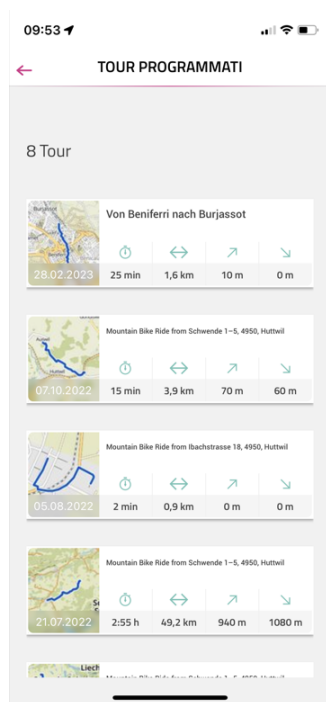 09:53
TOUR PROGRAMMATI
8 Tour
Burjassot
Von Beniferri nach Burjassot
28.02.2023
25 min 1,6 km 10 m 0 m
Mountain Bike Ride from Schwende 1–5, 4950, Huttwil
Huttwil
07.10.2022
15 min 3,9 km 70 m 60 m
Mountain Bike Ride from Ibachstrasse 18, 4950, Huttwil
05.08.2022
2 min 0,9 km 0 m 0 m
Mountain Bike Ride from Schwende 1–5, 4950, Huttwil
21.07.2022
2:55 h 49,2 km 940 m 1080 m
Liech